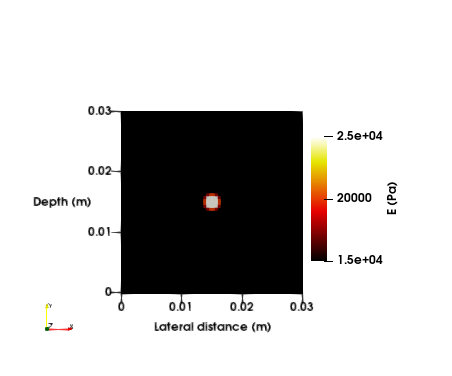 0.03
0.02
Depth (m)
0.01
0
0
0.01
0.02
0.03
Lateral distance (m)
2.5e+04
20000
1.5e+04
E (Pa)
Y
Z
X